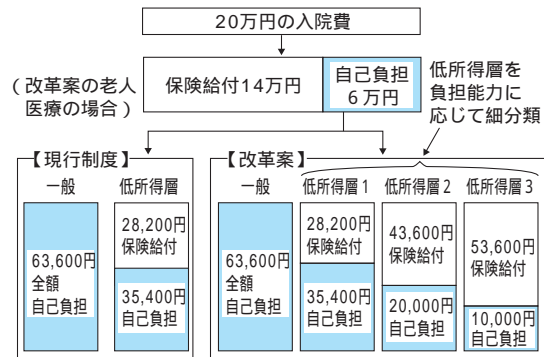 20万円の入院費
(改革案の老人
医療の場合)
保険給付14万円
自己負担
6万円
低所得層を
負担能力に
応じて細分類
【現行制度】
一般
低所得層
63,600円
全額
自己負担
28,200円
保険給付
35,400円
自己負担
【改革案】
一般
低所得層1
低所得層2
低所得層3
63,600円
全額
自己負担
28,200円
保険給付
35,400円
自己負担
43,600円
保険給付
20,000円
自己負担
53,600円
保険給付
10,000円
自己負担